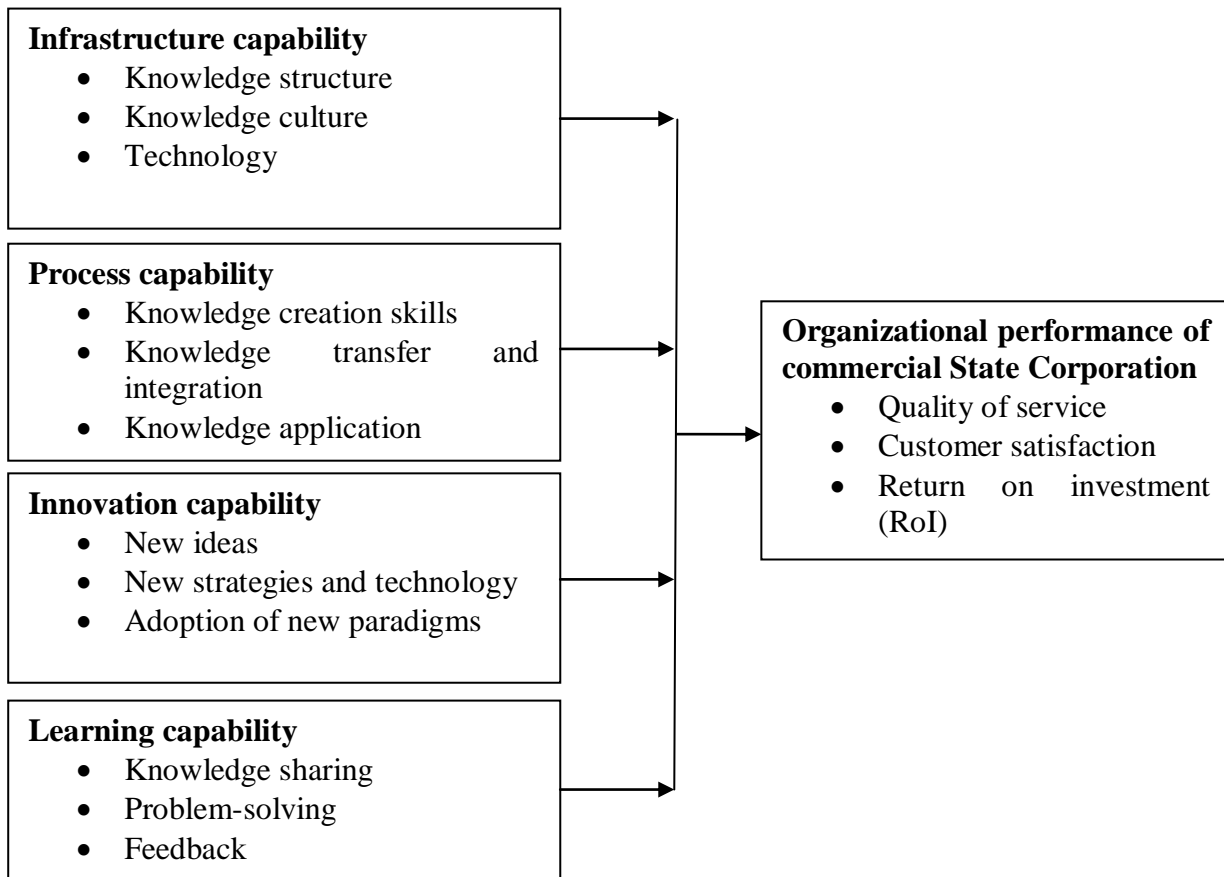 Infrastructure capability
• Knowledge structure
• Knowledge culture
• Technology
Process capability
• Knowledge creation skills
• Knowledge transfer and
integration
• Knowledge application
Innovation capability
• New ideas
• New strategies and technology
• Adoption of new paradigms
Learning capability
• Knowledge sharing
• Problem-solving
• Feedback
Organizational performance of
commercial State Corporation
• Quality of service
• Customer satisfaction
• Return on investment
(RoI)